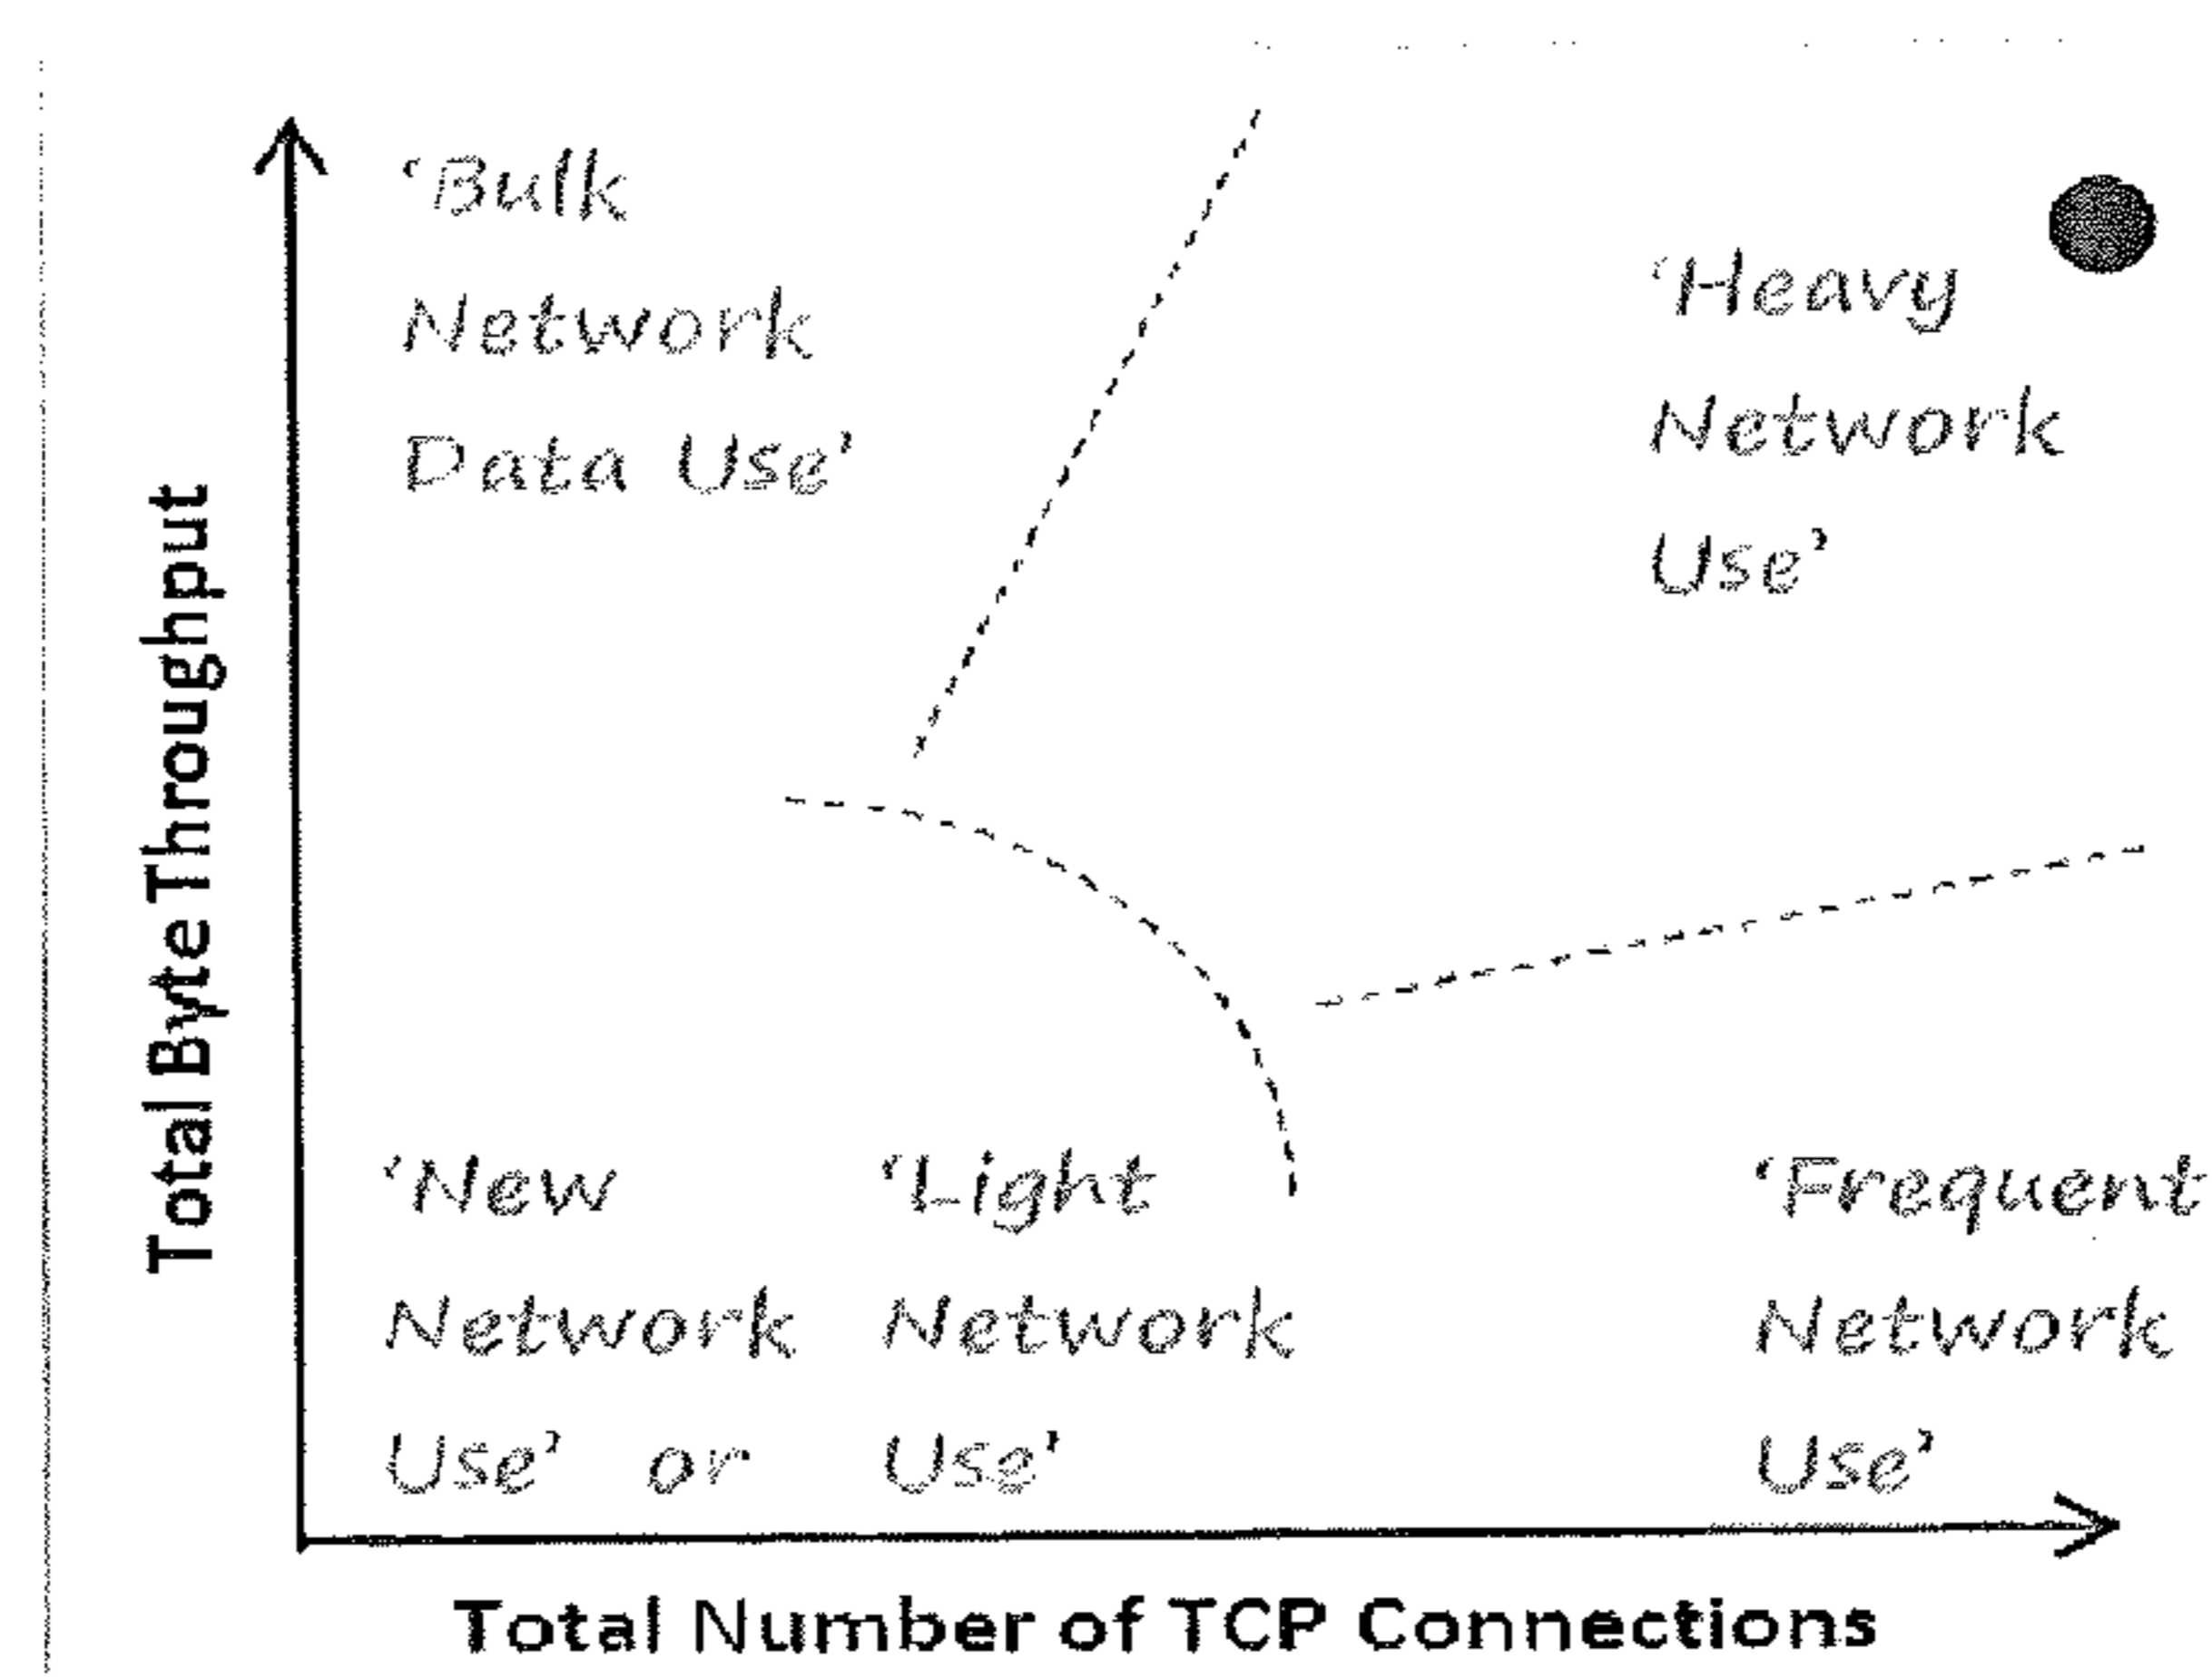 ‘Bulk
Network
Data Use’
‘Heavy
Network
Use’
Total Byte Throughput
‘New
Network
Use’ or
‘Light
Network
Use’
‘Frequent
Network
Use’
Total Number of TCP Connections